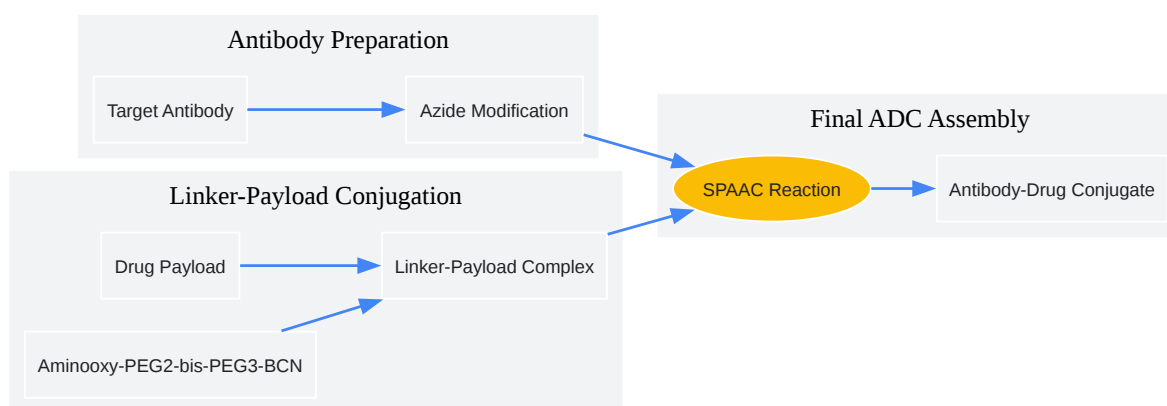 Antibody Preparation
Target Antibody
Azide Modification
Linker-Payload Conjugation
Drug Payload
Linker-Payload Complex
Aminooxy-PEG2-bis-PEG3-BCN
Final ADC Assembly
SPAAC Reaction
Antibody-Drug Conjugate